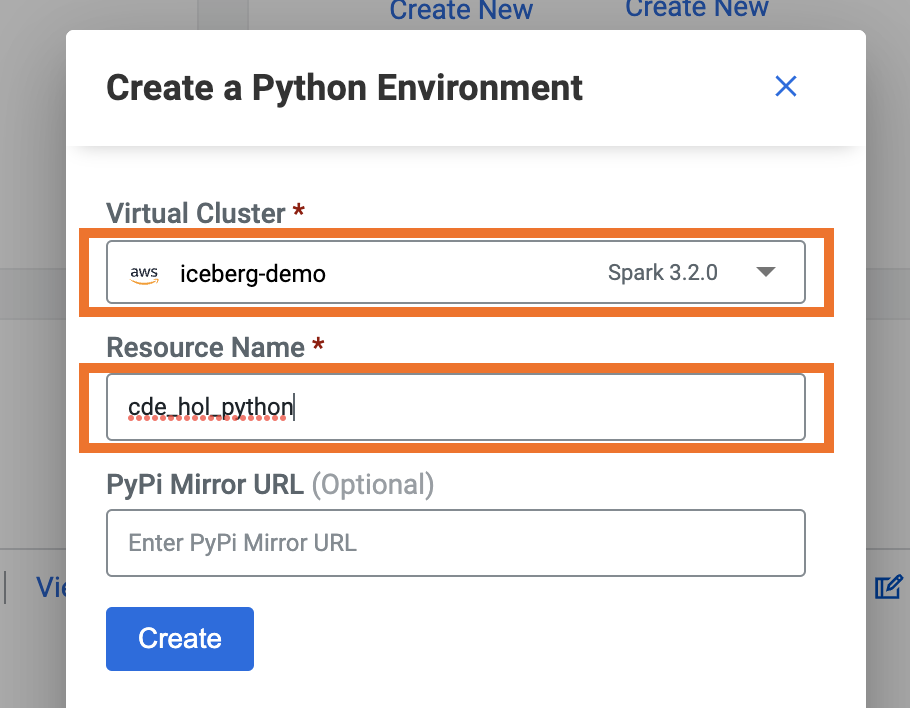 Create New Create New
Create a Python Environment
Virtual Cluster *
aws iceberg-demo Spark 3.2.0
Resource Name *
cde_hol_python
PyPi Mirror URL (Optional)
Enter PyPi Mirror URL
Create